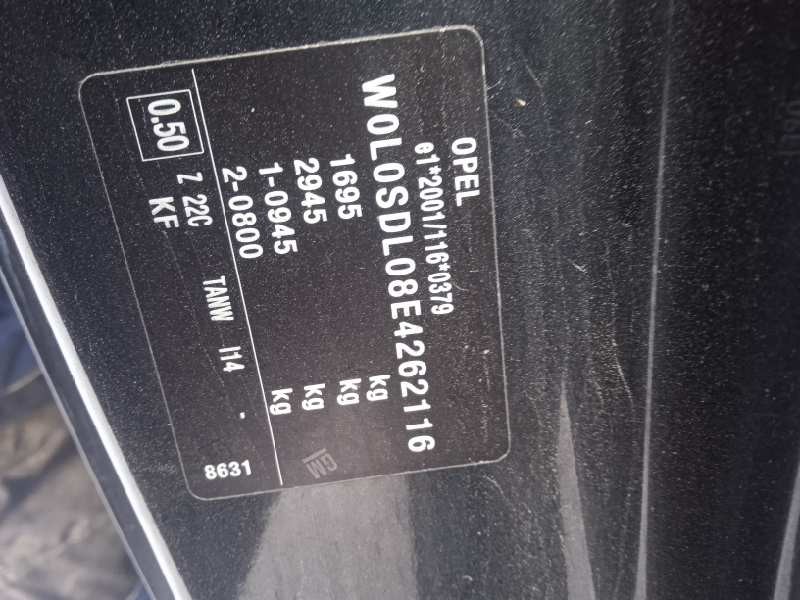 OPEL
e1*2001/116*0379
W0L0SDL08E4262116
1695 kg
2945 kg
1-0945 kg
2-0800 kg
0.50 Z 22C TANW I14 - 8631
KF
GM